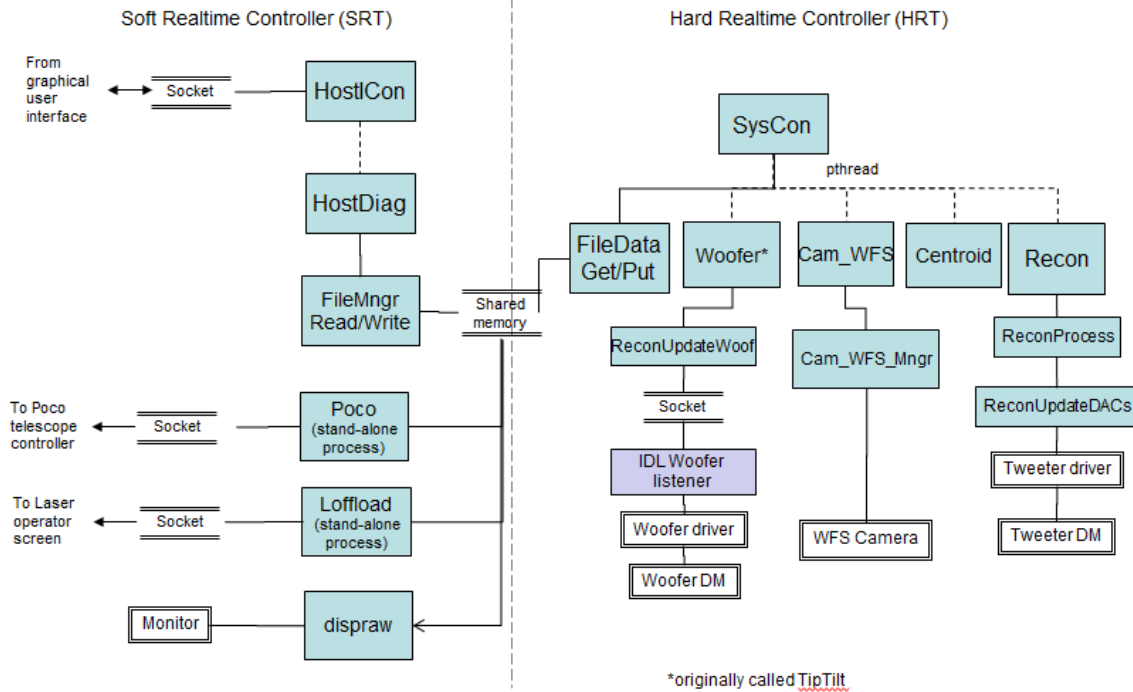 Soft Realtime Controller (SRT)
Hard Realtime Controller (HRT)
From
graphical
user
interface
Socket
HostICon
HostDiag
FileMngr
Read/Write
Shared
memory
To Poco
telescope
controller
Socket
Poco
(stand-alone
process)
To Laser
operator
screen
Socket
Loffload
(stand-alone
process)
Monitor
dispraw
SysCon
pthread
FileData
Get/Put
Woofer*
Cam_WFS
Centroid
Recon
ReconUpdateWoof
Socket
IDL Woofer
listener
Woofer driver
Woofer DM
Cam_WFS_Mngr
WFS Camera
ReconProcess
ReconUpdateDACs
Tweeter driver
Tweeter DM
*originally called TipTilt